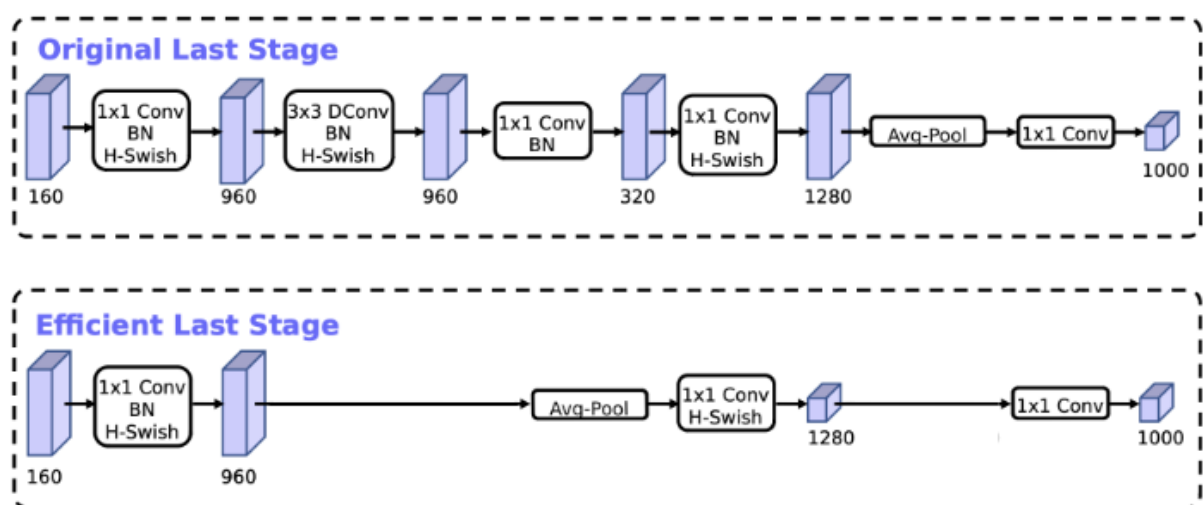 Original Last Stage
1x1 Conv
BN
H-Swish
3x3 DConv
BN
H-Swish
1x1 Conv
BN
1x1 Conv
BN
H-Swish
Avg-Pool
1x1 Conv
160
960
960
320
1280
1000
Efficient Last Stage
1x1 Conv
BN
H-Swish
Avg-Pool
1x1 Conv
H-Swish
1x1 Conv
160
960
1280
1000